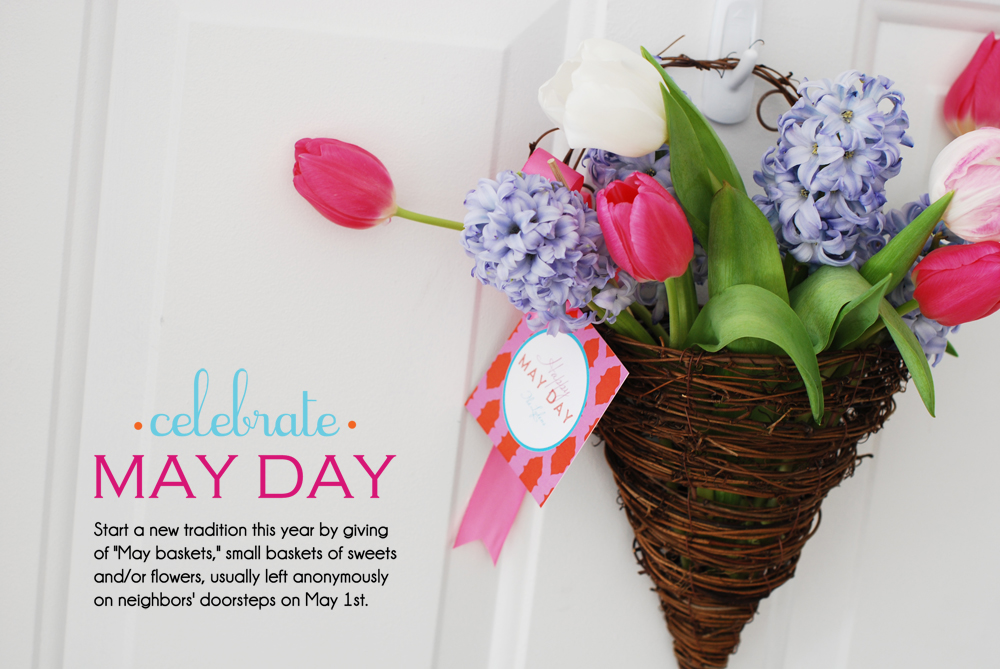 celebrate
MAY DAY
Start a new tradition this year by giving
of "May baskets," small baskets of sweets
and/or flowers, usually left anonymously
on neighbors' doorsteps on May 1st.
Happy
MAY DAY